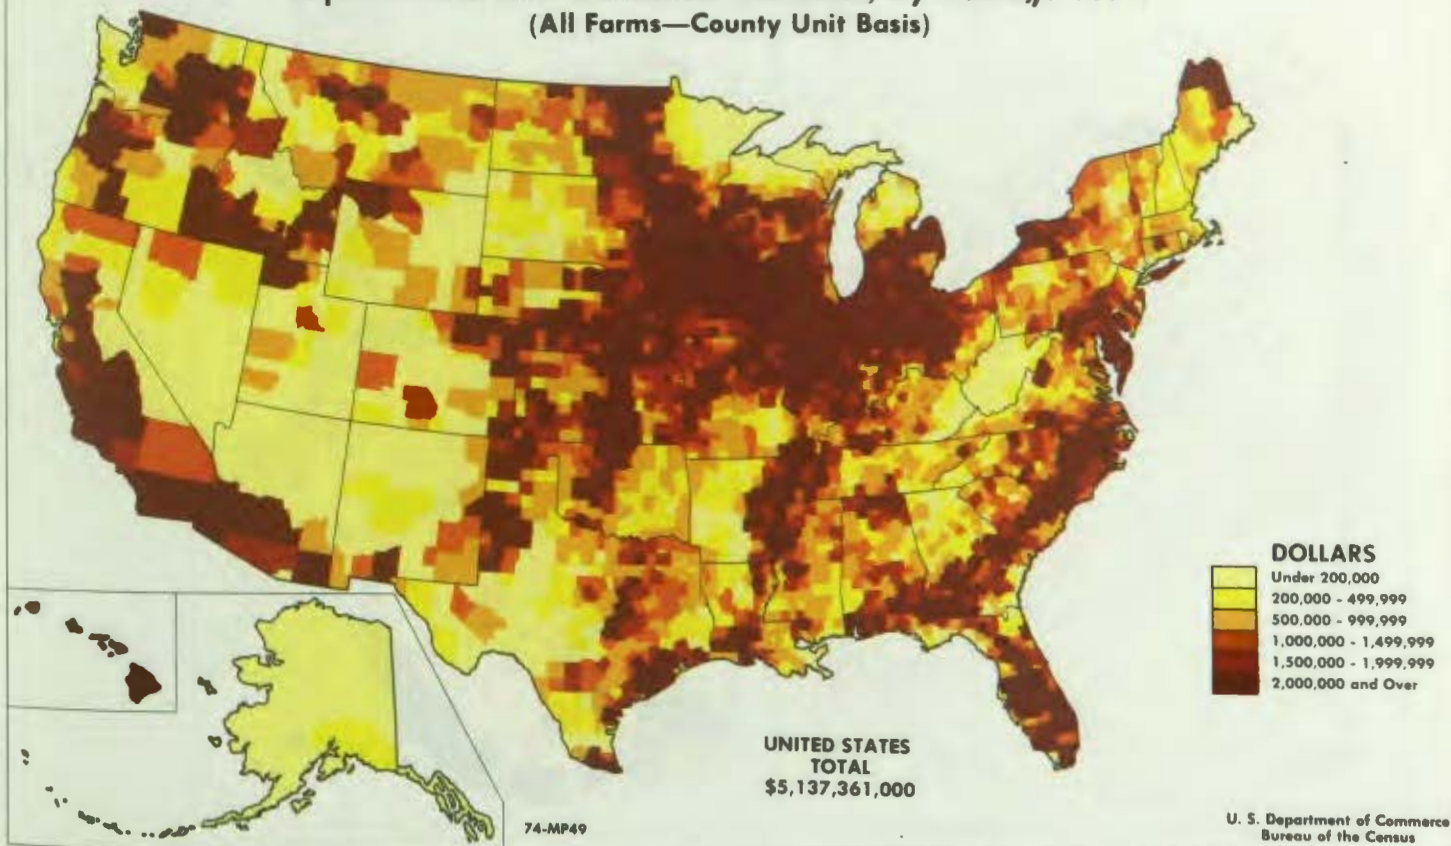 (All Farms—County Unit Basis)
DOLLARS
Under 200,000
200,000 - 499,999
500,000 - 999,999
1,000,000 - 1,499,999
1,500,000 - 1,999,999
2,000,000 and Over
UNITED STATES
TOTAL
$5,137,361,000
74-MP49
U. S. Department of Commerce
Bureau of the Census